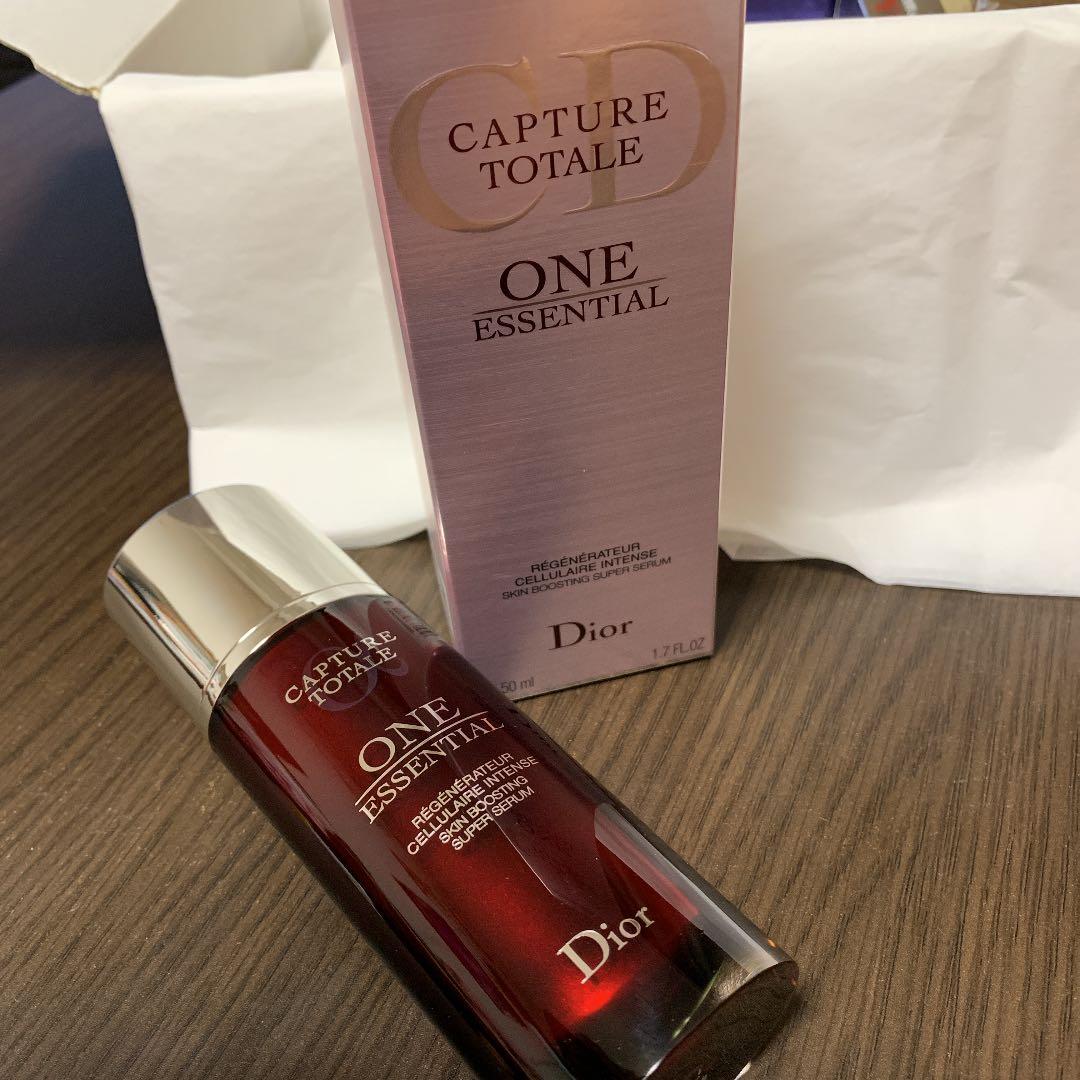 CD
CAPTURE
TOTALE
ONE
ESSENTIAL
RÉGÉNÉRATEUR
CELLULAIRE INTENSE
SKIN BOOSTING SUPER SERUM
Dior
50 ml
1.7 FL.OZ
CAPTURE
TOTALE
ONE
ESSENTIAL
RÉGÉNÉRATEUR
CELLULAIRE INTENSE
SKIN BOOSTING
SUPER SERUM
Dior